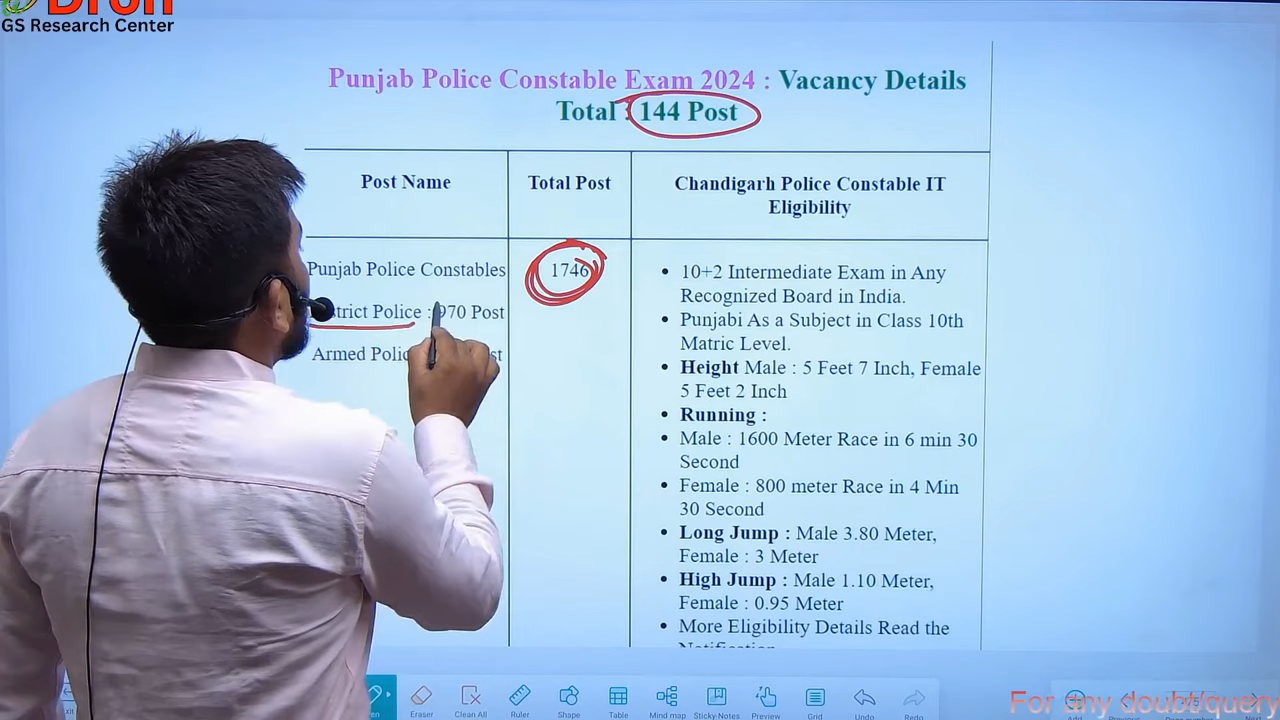 Dron
GS Research Center
Punjab Police Constable Exam 2024 : Vacancy Details
Total : 144 Post
Post Name
Total Post
Chandigarh Police Constable IT
Eligibility
Punjab Police Constables
1746
trict Police : 970 Post
Armed Polic st
10+2 Intermediate Exam in Any
Recognized Board in India.
Punjabi As a Subject in Class 10th
Matric Level.
Height Male : 5 Feet 7 Inch, Female
5 Feet 2 Inch
Running :
Male : 1600 Meter Race in 6 min 30
Second
Female : 800 meter Race in 4 Min
30 Second
Long Jump : Male 3.80 Meter,
Female : 3 Meter
High Jump : Male 1.10 Meter,
Female : 0.95 Meter
More Eligibility Details Read the
Notification
Eraser
Clean All
Ruler
Shape
Table
Mind map
Sticky Notes
Preview
Grid
Undo
Redo
For any doubt/query